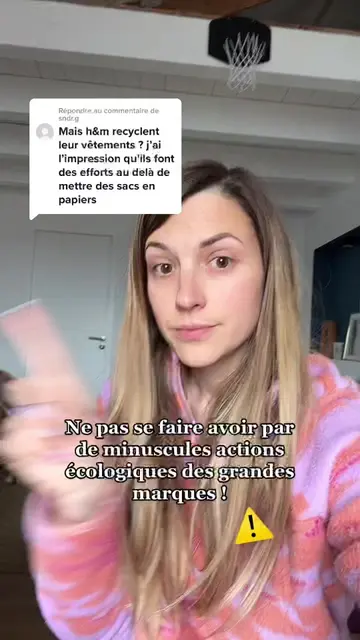 Répondre au commentaire de
sndr.g
Mais h&m recyclent
leur vêtements ? j'ai
l'impression qu'ils font
des efforts au delà de
mettre des sacs en
papiers
Ne pas se faire avoir par
de minuscules actions
écologiques des grandes
marques !